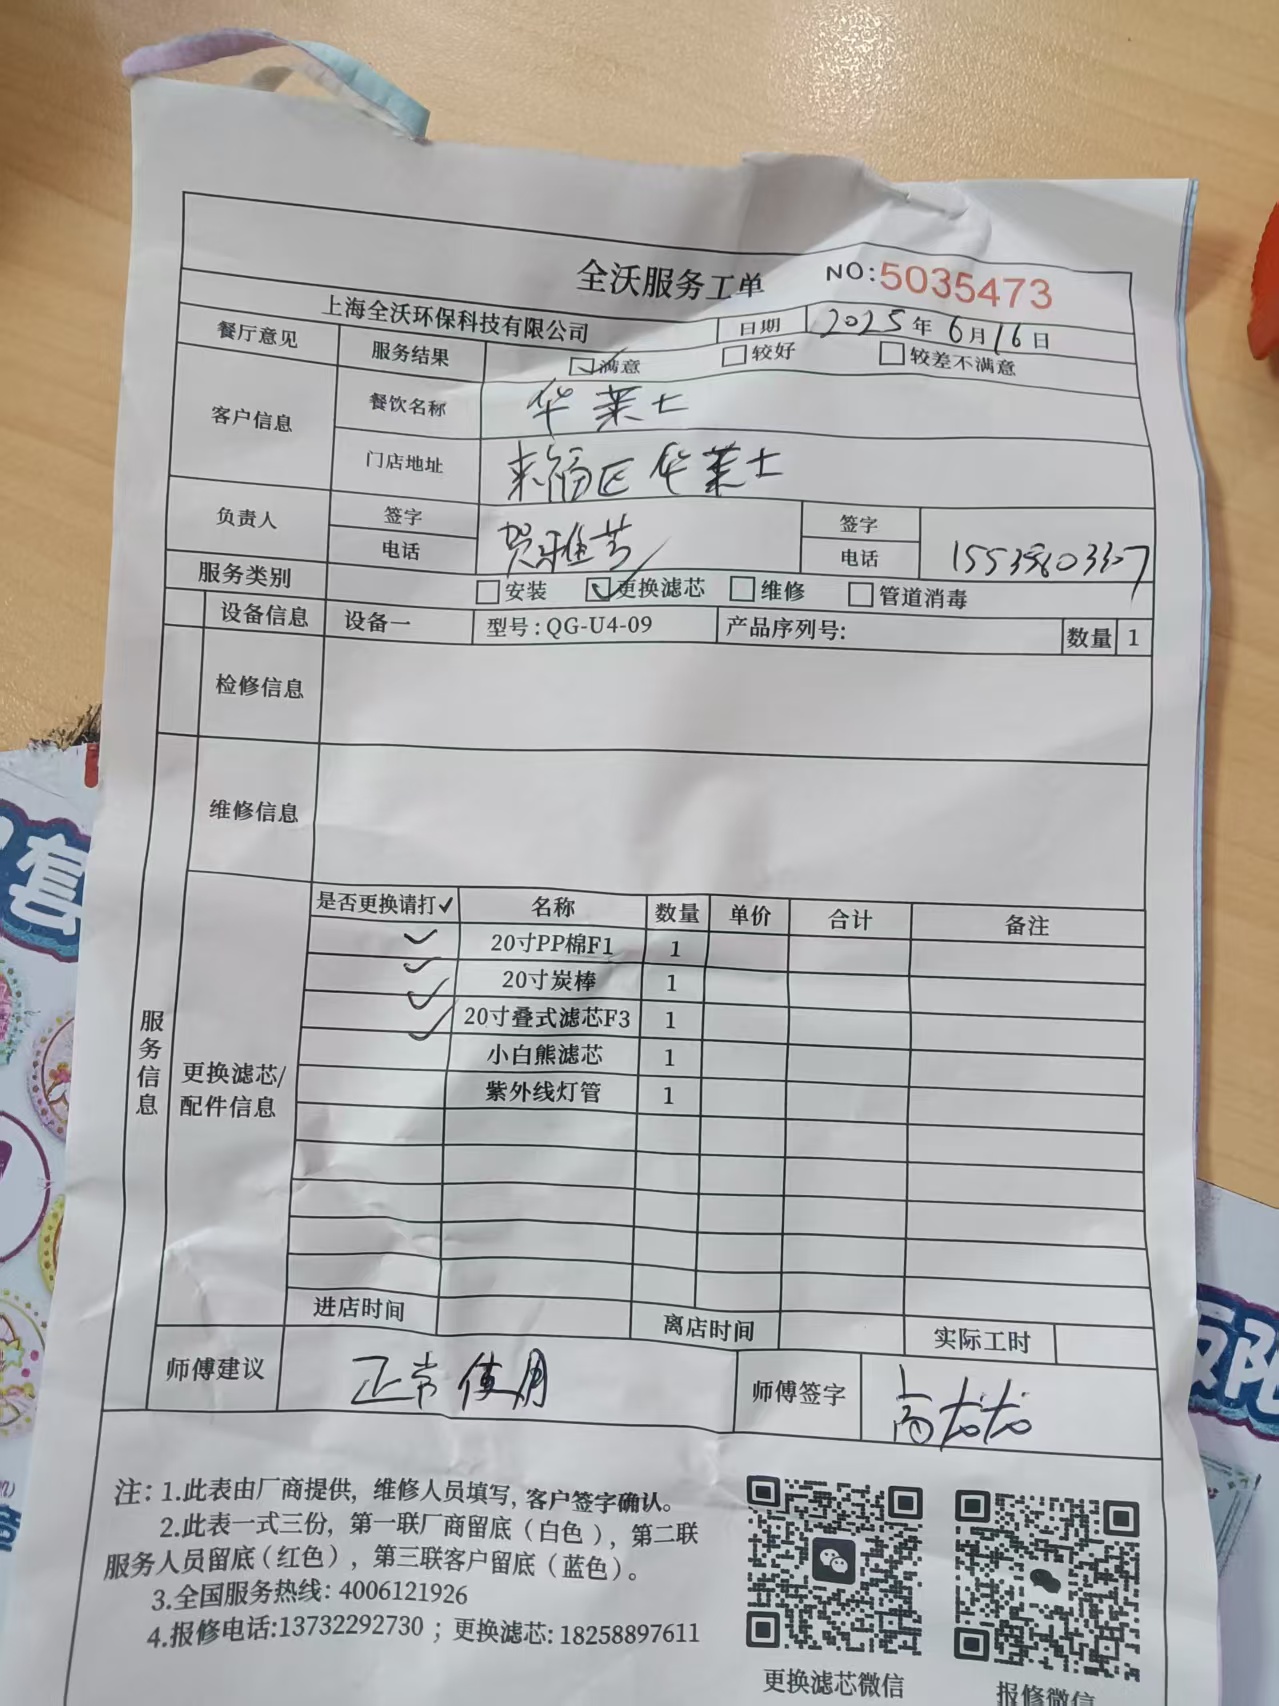 全沃服务工单 NO:5035473
上海全沃环保科技有限公司 日期 2025年6月16日
餐厅意见 服务结果 ☑满意 □较好 □较差不满意
客户信息 餐饮名称 华莱士
门店地址 来福区华莱士
负责人 签字 贺雅芳 签字
电话 电话
服务类别 □安装 ☑更换滤芯 □维修 □管道消毒
设备信息 设备一 型号:QG-U4-09 产品序列号: 数量 1
检修信息
维修信息
服务信息
更换滤芯/
配件信息
是否更换请打✓ 名称 数量 单价 合计 备注
✓ 20寸PP棉F1 1
✓ 20寸炭棒 1
✓ 20寸叠式滤芯F3 1
✓ 小白熊滤芯 1
紫外线灯管 1
进店时间 离店时间 实际工时
师傅建议 正常使用 师傅签字
注: 1.此表由厂商提供, 维修人员填写, 客户签字确认。
2.此表一式三份, 第一联厂商留底(白色), 第二联
服务人员留底(红色), 第三联客户留底(蓝色)。
3.全国服务热线: 4006121926
4.报修电话:13732292730 ; 更换滤芯: 18258897611
更换滤芯微信 报修微信
套